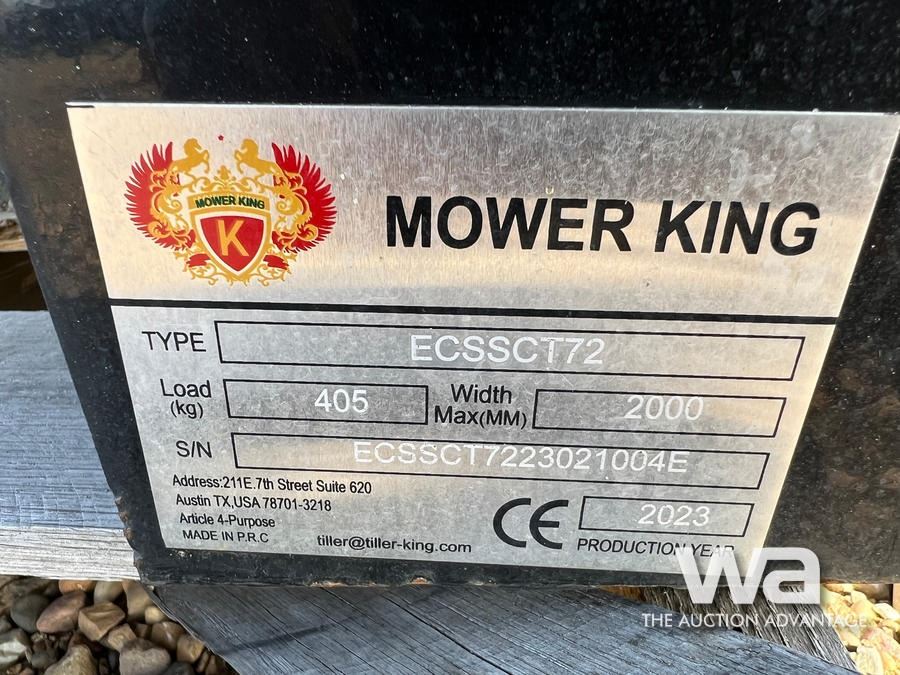 MOWER KING
K
MOWER KING
TYPE ECSSCT72
Load (kg) 405 Width Max(MM) 2000
S/N ECSSCT7223021004E
Address:211E.7th Street Suite 620
Austin TX,USA 78701-3218
Article 4-Purpose
MADE IN P.R.C
tiller@tiller-king.com
CE
2023
PRODUCTION YEAR
wa
THE AUCTION ADVANTAGE